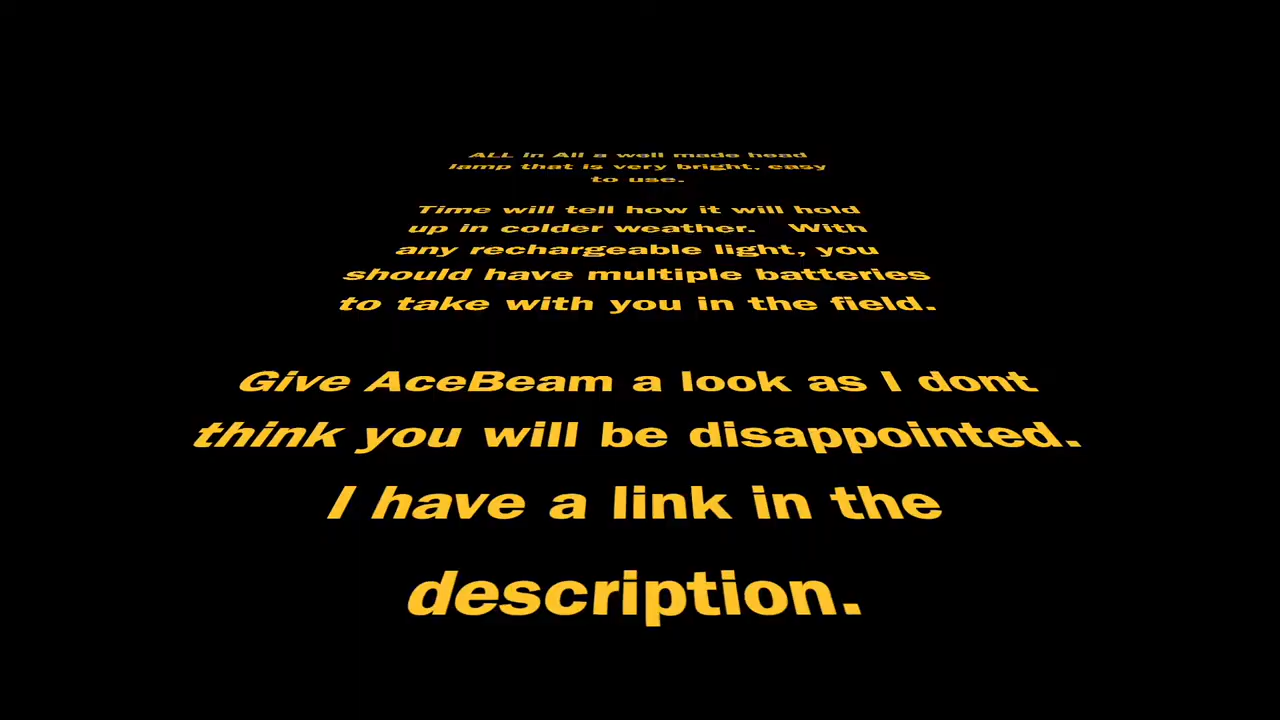 ALL in All a well made head
lamp that is very bright, easy
to use.
Time will tell how it will hold
up in colder weather. With
any rechargeable light, you
should have multiple batteries
to take with you in the field.
Give AceBeam a look as I dont
think you will be disappointed.
I have a link in the
description.